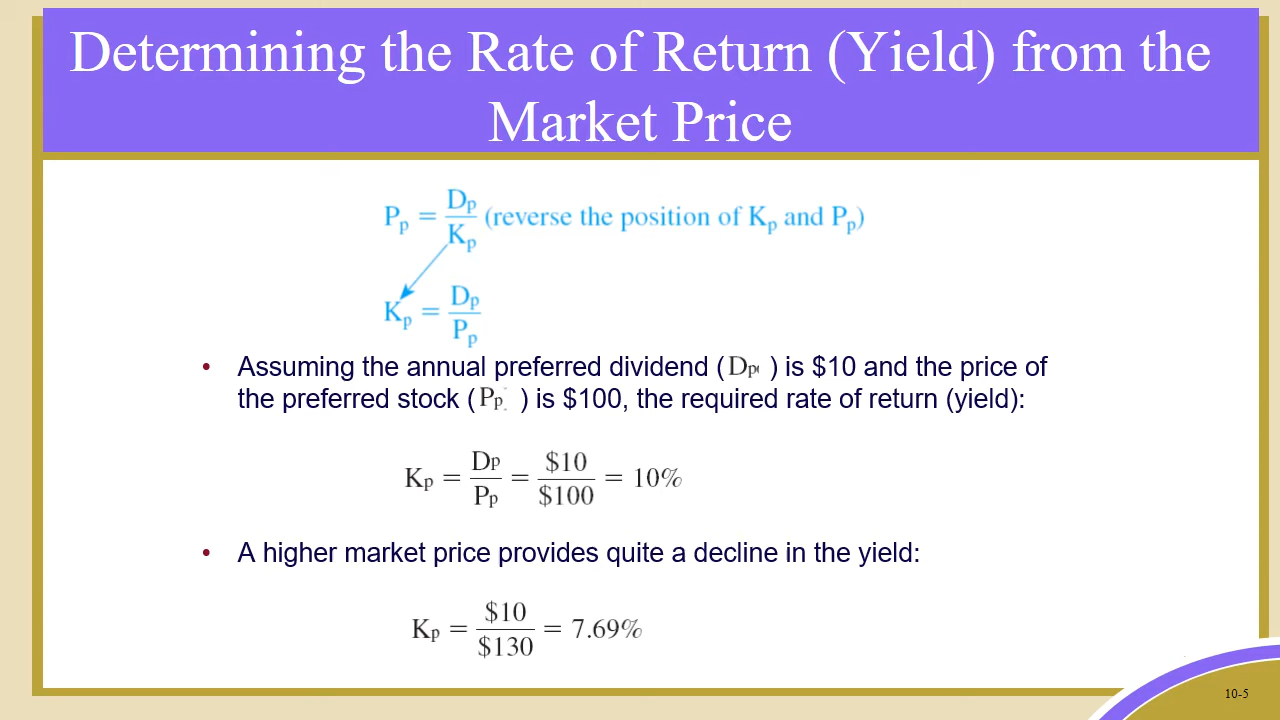 Determining the Rate of Return (Yield) from the
Market Price
Pₚ = Dₚ/Kₚ (reverse the position of Kₚ and Pₚ)
Kₚ = Dₚ/Pₚ
• Assuming the annual preferred dividend (Dₚ) is $10 and the price of
the preferred stock (Pₚ) is $100, the required rate of return (yield):
Kₚ = Dₚ/Pₚ = $10/$100 = 10%
• A higher market price provides quite a decline in the yield:
Kₚ = $10/$130 = 7.69%
10-5